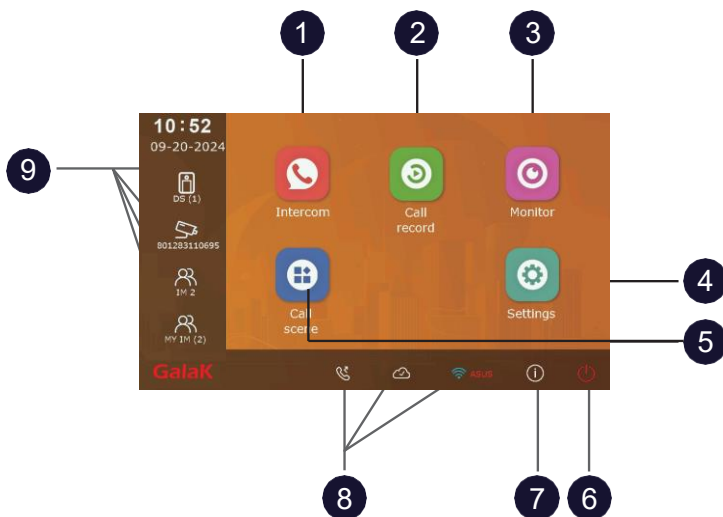 1
2
3
10:52
09-20-2024
9
DS (1)
Intercom
Call
record
Monitor
801283110695
4
IM 2
Call
scene
Settings
5
MY IM (2)
GalaK
ASUS
8
7
6